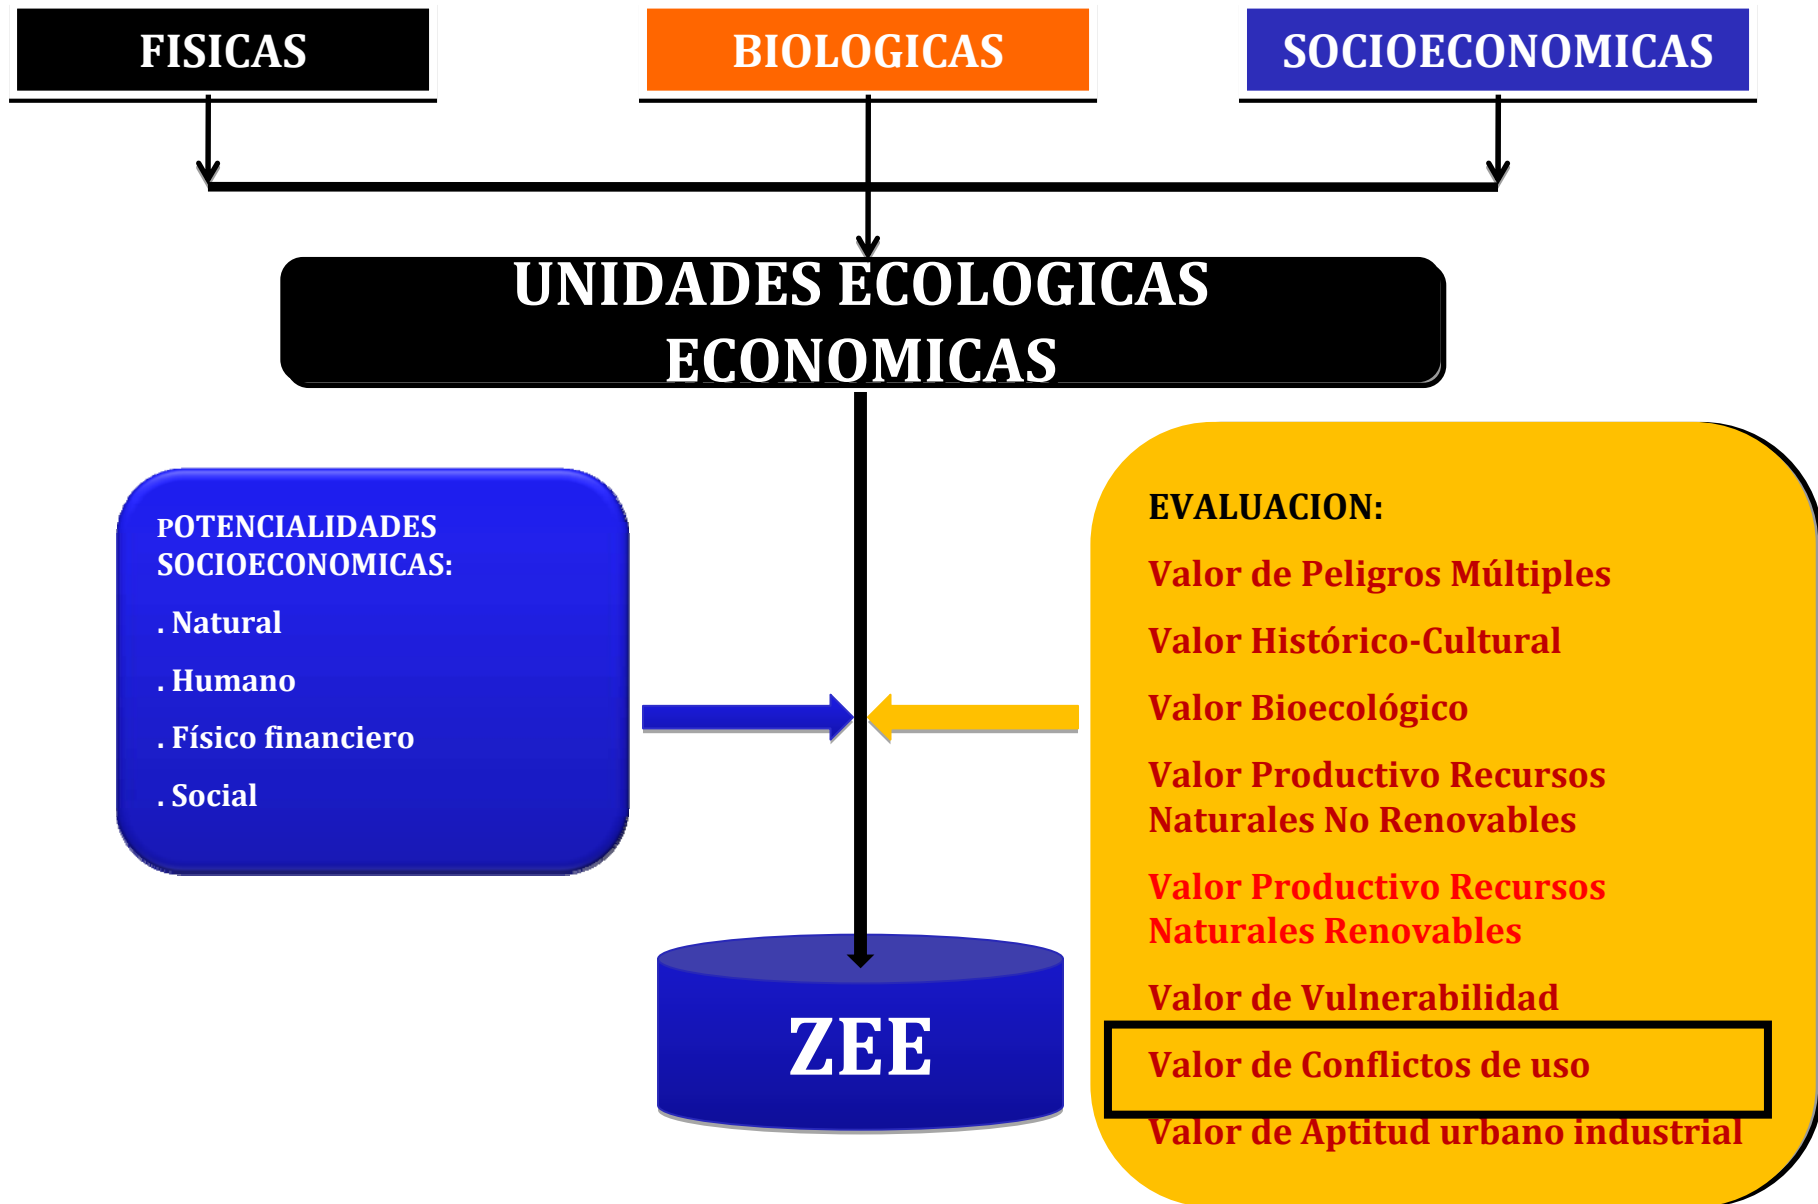 FISICAS
BIOLOGICAS
SOCIOECONOMICAS
UNIDADES ECOLOGICAS
ECONOMICAS
POTENCIALIDADES
SOCIOECONOMICAS:
. Natural
. Humano
. Físico financiero
. Social
EVALUACION:
Valor de Peligros Múltiples
Valor Histórico-Cultural
Valor Bioecológico
Valor Productivo Recursos
Naturales No Renovables
Valor Productivo Recursos
Naturales Renovables
Valor de Vulnerabilidad
Valor de Conflictos de uso
Valor de Aptitud urbano industrial
ZEE